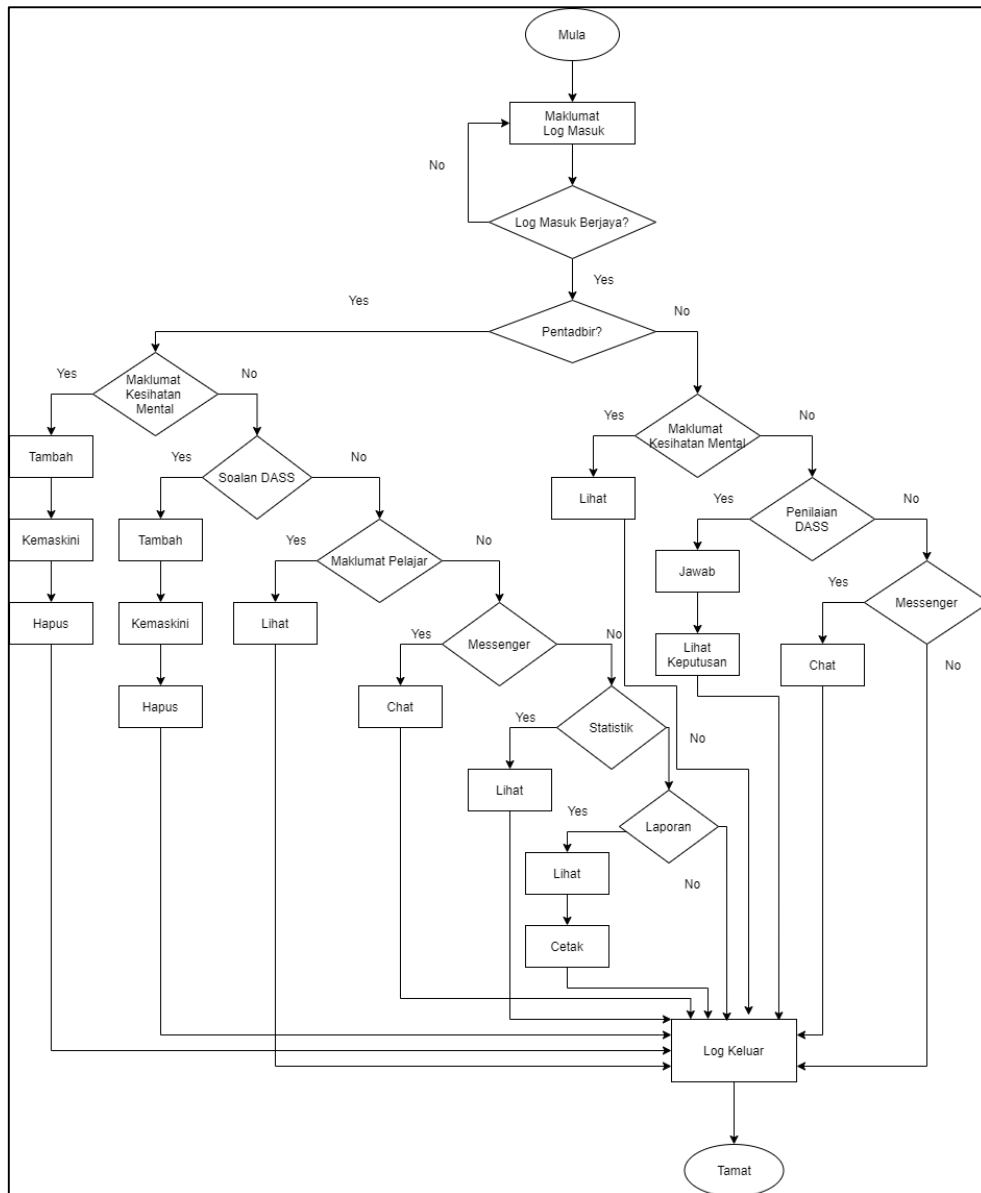 Mula
Maklumat
Log Masuk
No
Log Masuk Berjaya?
Yes
Yes
Pentadbir?
No
Maklumat
Kesihatan
Mental
Yes
No
Yes
Maklumat
Kesihatan Mental
No
Tambah
Yes
Soalan DASS
No
Lihat
Yes
Penilaian
DASS
No
Kemaskini
Tambah
Yes
Maklumat Pelajar
No
Jawab
Yes
Messenger
Hapus
Kemaskini
Lihat
Yes
Messenger
No
Lihat
Keputusan
Chat
No
Hapus
Chat
Yes
Statistik
No
Lihat
Yes
Laporan
Lihat
No
Cetak
Log Keluar
Tamat